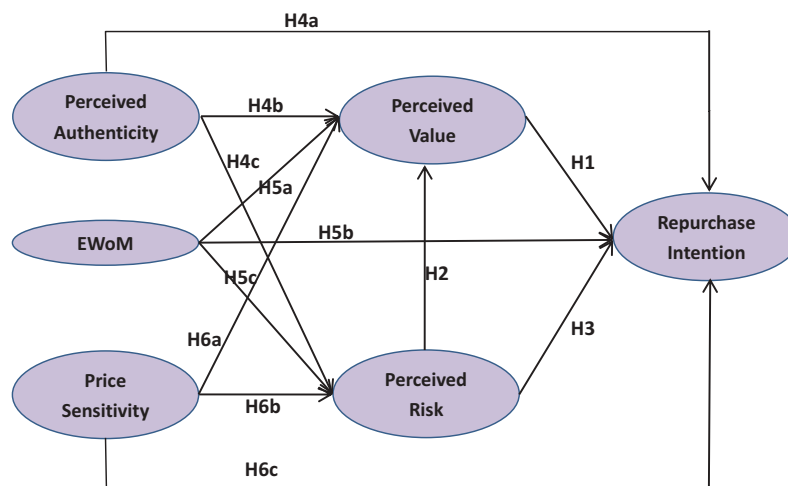 H4a
Perceived
Authenticity
H4b
Perceived
Value
H4c
H5a
H1
EWoM
H5b
Repurchase
Intention
H5c
H2
H6a
H3
Price
Sensitivity
H6b
Perceived
Risk
H6c